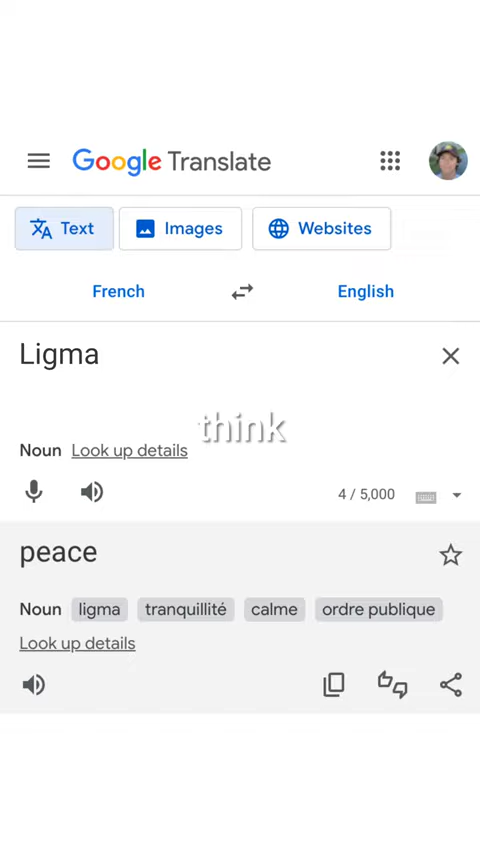 Google Translate
Text Images Websites
French English
Ligma
think
Noun Look up details
4 / 5,000
peace
Noun ligma tranquillité calme ordre publique
Look up details